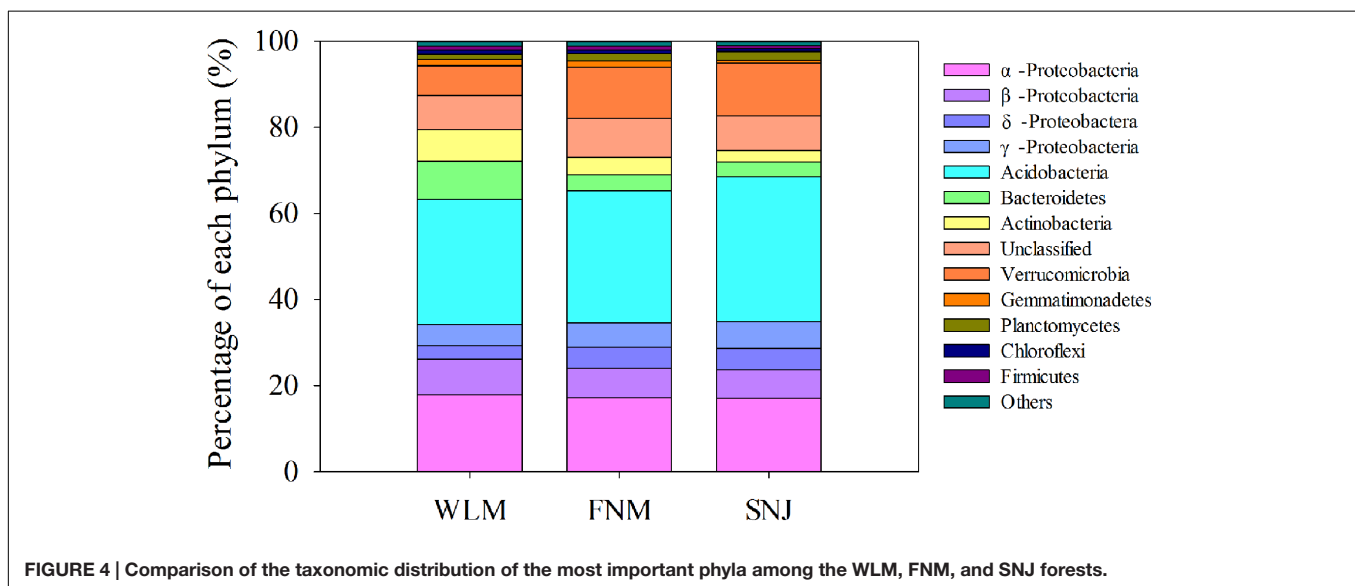 Percentage of each phylum (%)
100
80
60
40
20
0
WLM
FNM
SNJ
α -Proteobacteria
β -Proteobacteria
δ -Proteobactera
γ -Proteobacteria
Acidobacteria
Bacteroidetes
Actinobacteria
Unclassified
Verrucomicrobia
Gemmatimonadetes
Planctomycetes
Chloroflexi
Firmicutes
Others
FIGURE 4 | Comparison of the taxonomic distribution of the most important phyla among the WLM, FNM, and SNJ forests.